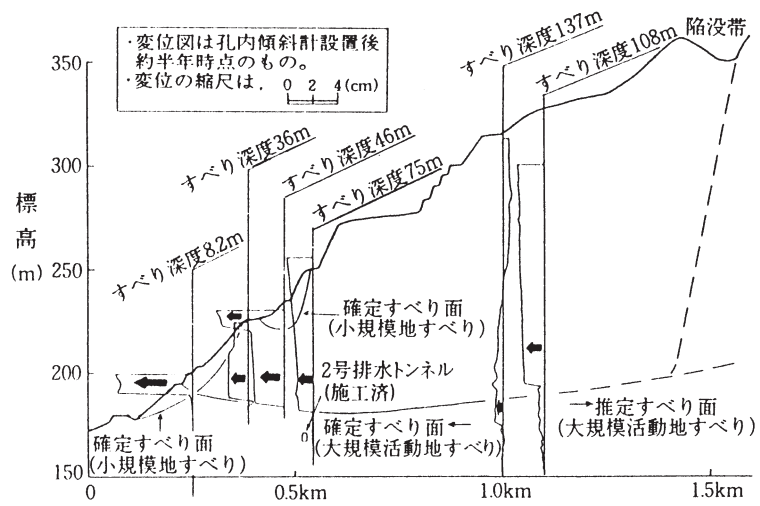 ・変位図は孔内傾斜計設置後
約半年時点のもの。
・変位の縮尺は, 0 2 4(cm)
陥没帯
すべり深度137m
すべり深度108m
すべり深度36m
すべり深度46m
すべり深度75m
すべり深度8.2m
標高(m)
350
300
250
200
150
確定すべり面
(小規模地すべり)
2号排水トンネル
(施工済)
確定すべり面
(小規模地すべり)
確定すべり面
(大規模活動地すべり)
推定すべり面
(大規模活動地すべり)
0
0.5km
1.0km
1.5km